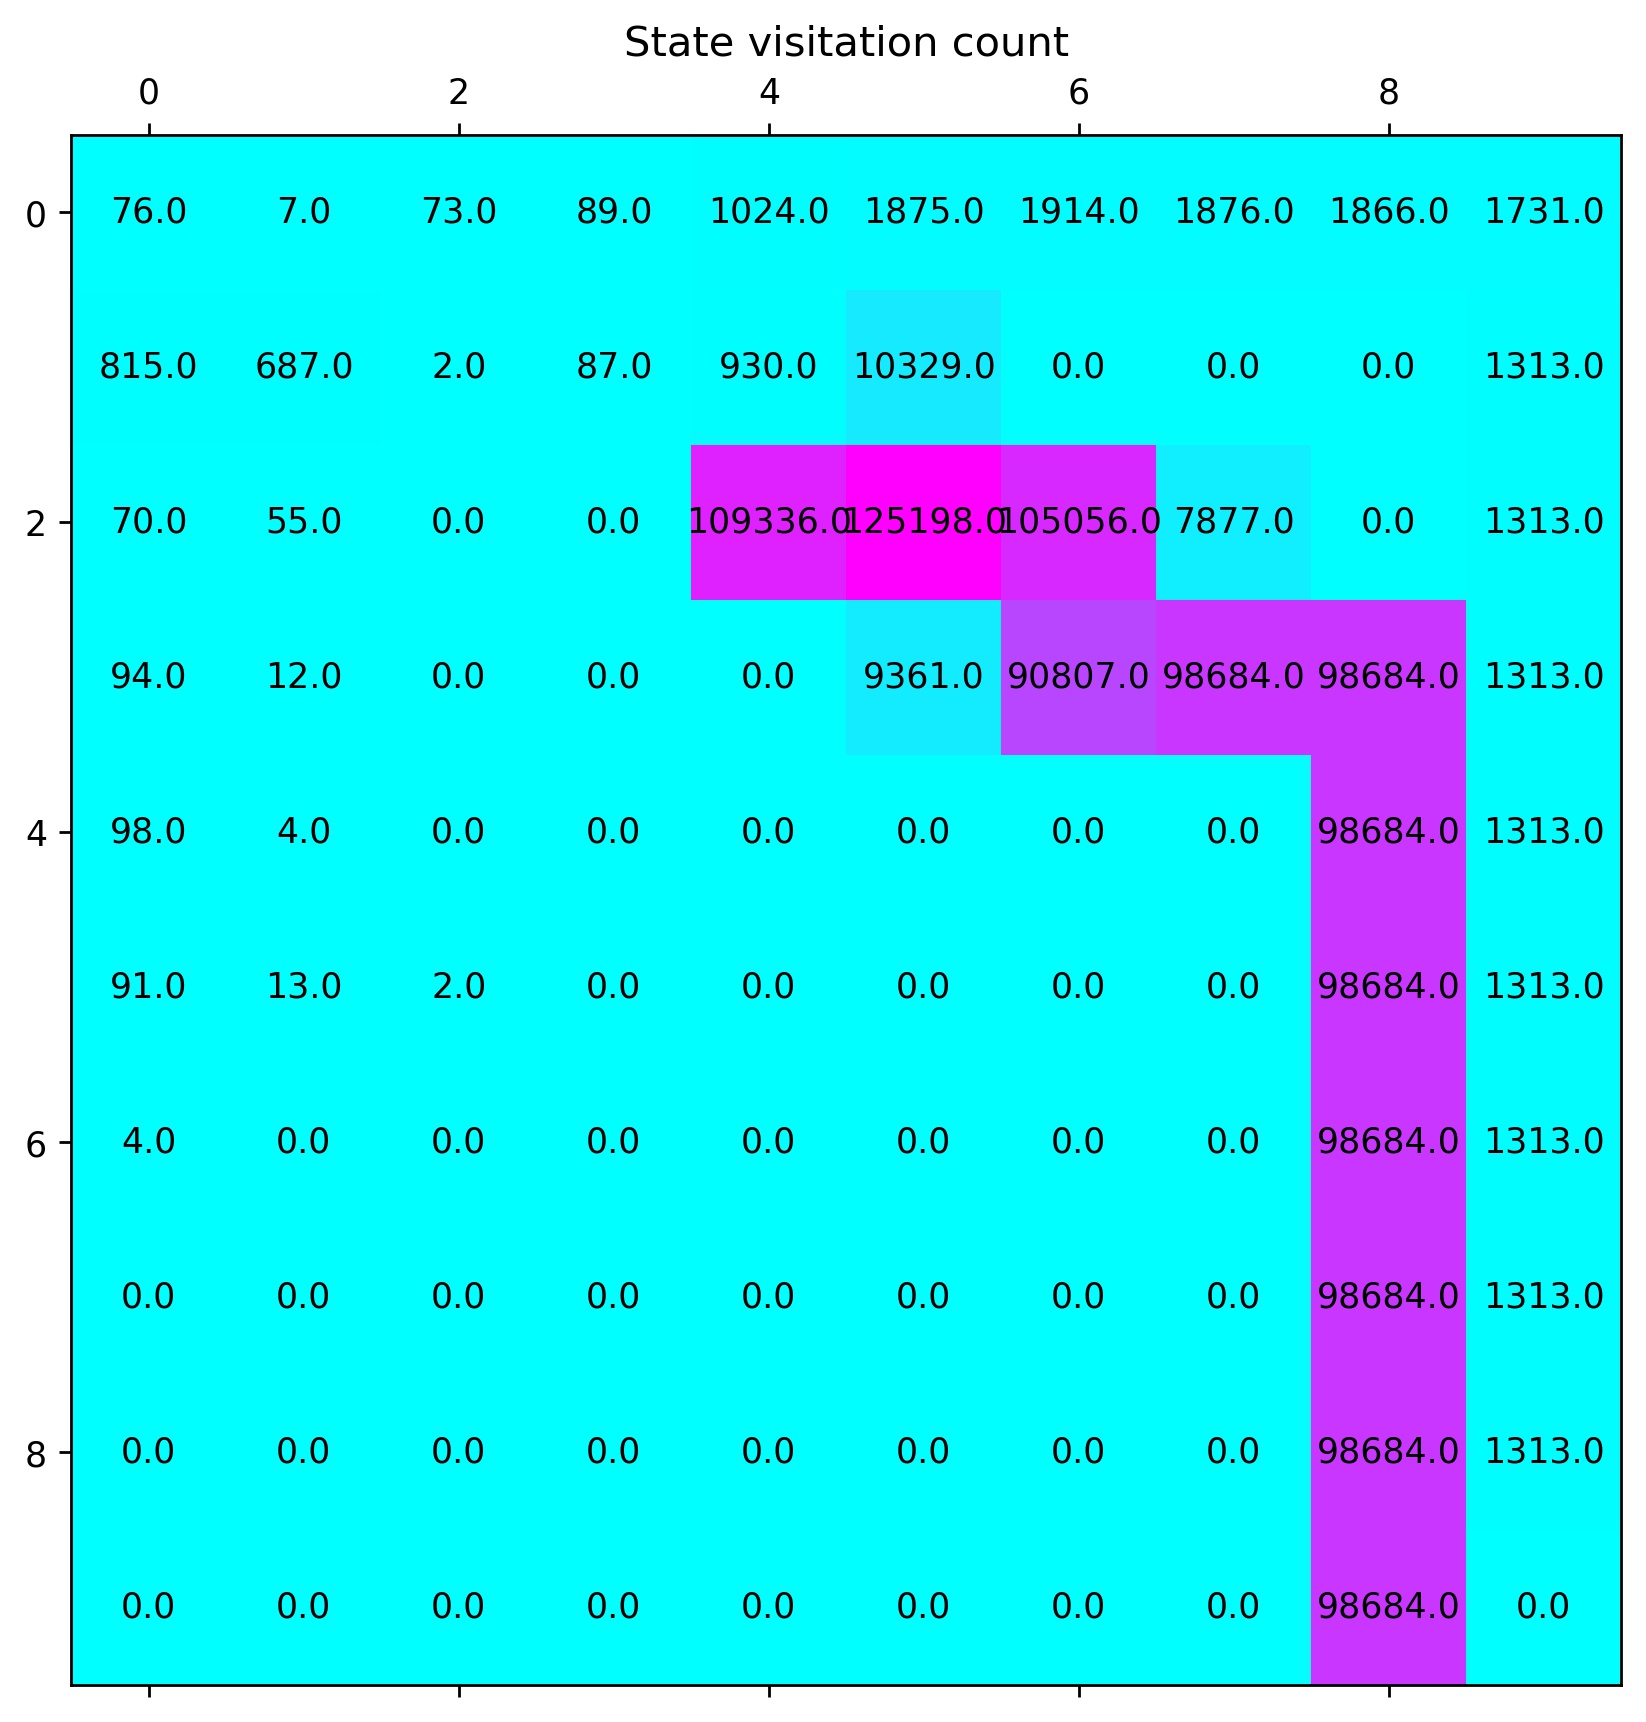 State visitation count
0 2 4 6 8
0 76.0 7.0 73.0 89.0 1024.0 1875.0 1914.0 1876.0 1866.0 1731.0
815.0 687.0 2.0 87.0 930.0 10329.0 0.0 0.0 0.0 1313.0
2 70.0 55.0 0.0 0.0 109336.0 125198.0 105056.0 7877.0 0.0 1313.0
94.0 12.0 0.0 0.0 0.0 9361.0 90807.0 98684.0 98684.0 1313.0
4 98.0 4.0 0.0 0.0 0.0 0.0 0.0 0.0 98684.0 1313.0
91.0 13.0 2.0 0.0 0.0 0.0 0.0 0.0 98684.0 1313.0
6 4.0 0.0 0.0 0.0 0.0 0.0 0.0 0.0 98684.0 1313.0
0.0 0.0 0.0 0.0 0.0 0.0 0.0 0.0 98684.0 1313.0
8 0.0 0.0 0.0 0.0 0.0 0.0 0.0 0.0 98684.0 1313.0
0.0 0.0 0.0 0.0 0.0 0.0 0.0 0.0 98684.0 0.0